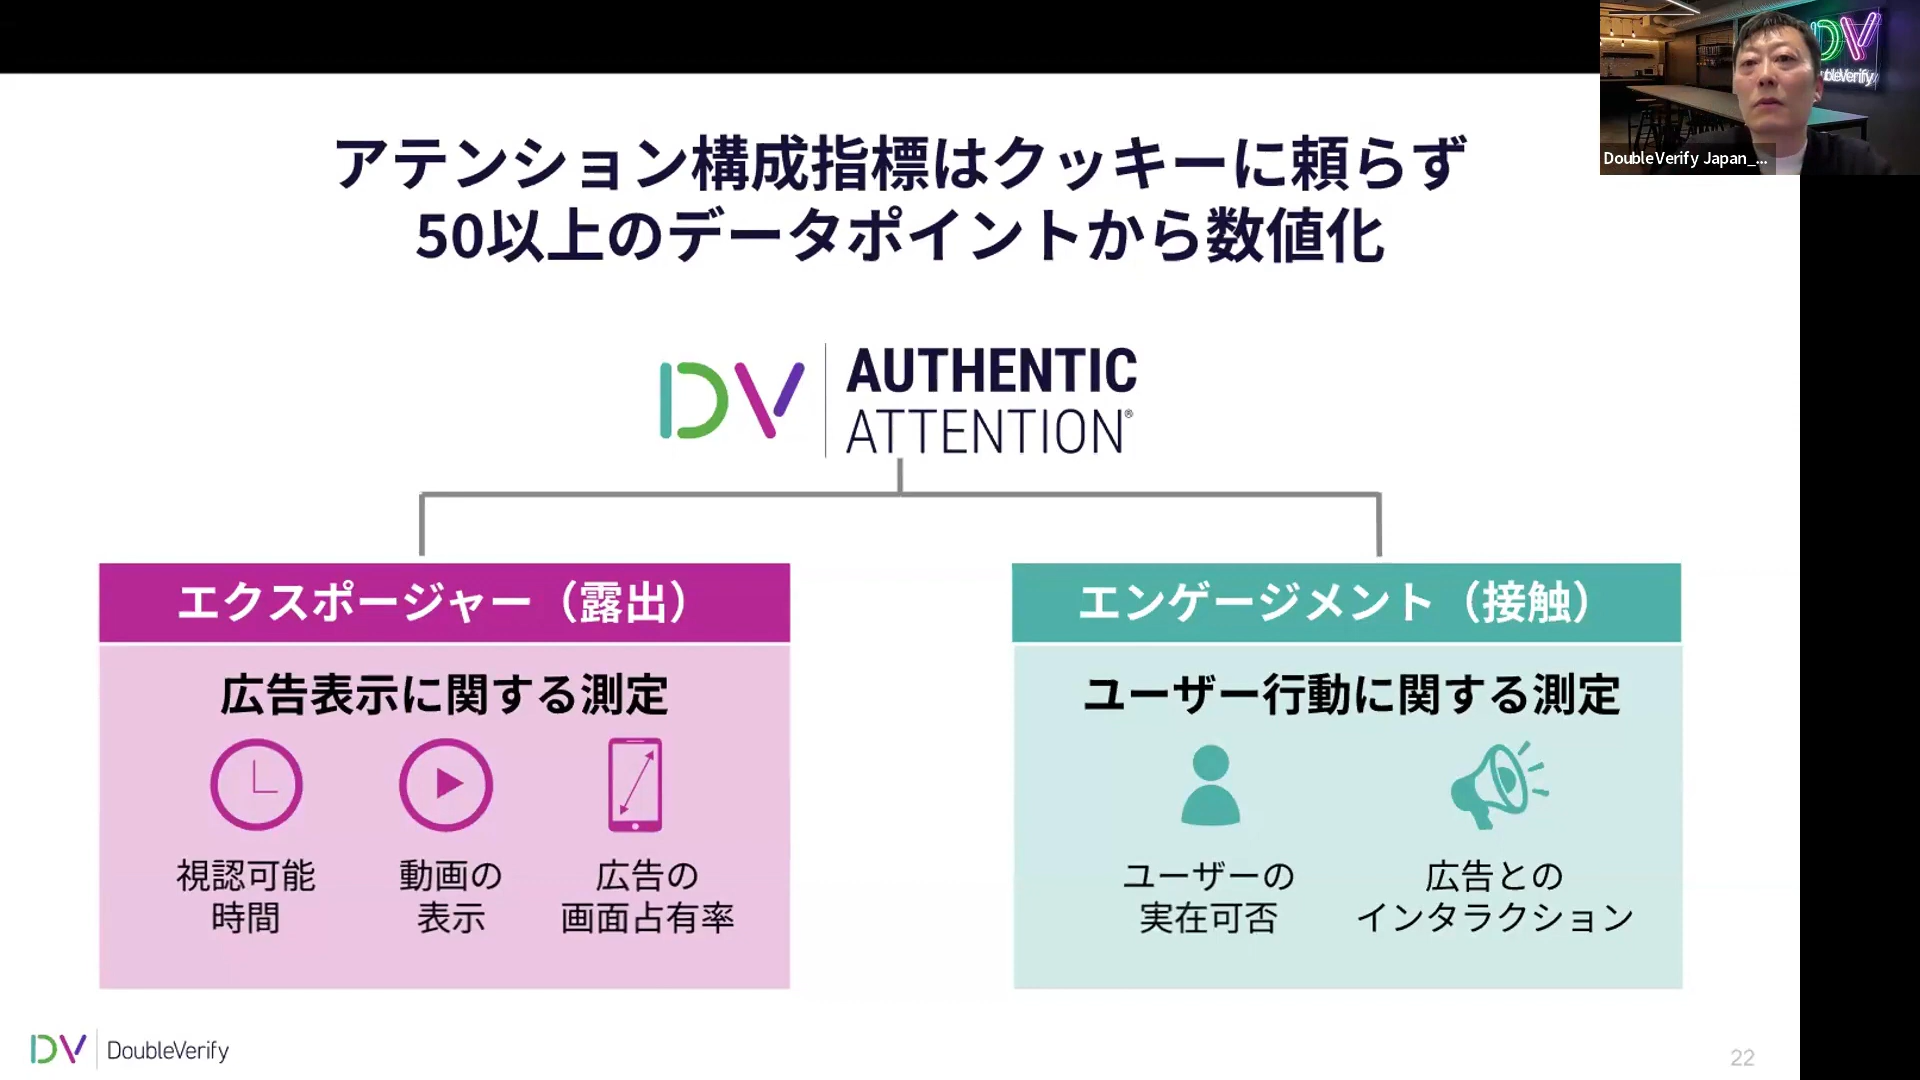 アテンション構成指標はクッキーに頼らず
50以上のデータポイントから数値化
DV
DoubleVerify
DoubleVerify Japan_...
DV
AUTHENTIC
ATTENTION®
エクスポージャー（露出）
広告表示に関する測定
視認可能
時間
動画の
表示
広告の
画面占有率
エンゲージメント（接触）
ユーザー行動に関する測定
ユーザーの
実在可否
広告との
インタラクション
DV
DoubleVerify
22